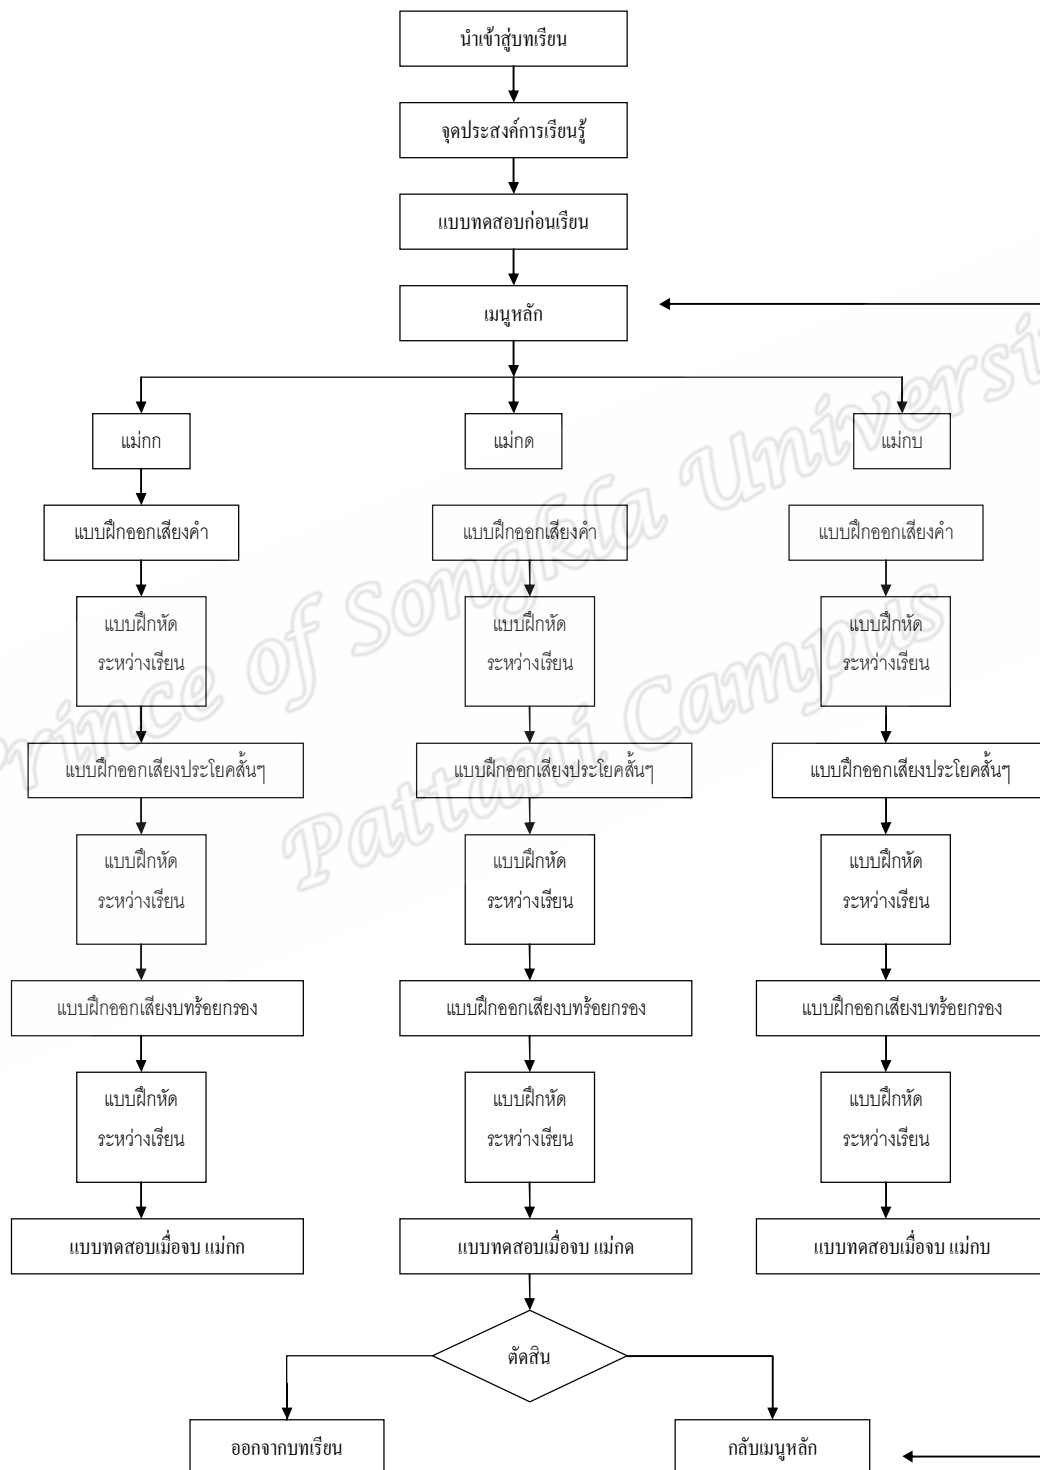 นำเข้าสู่บทเรียน
จุดประสงค์การเรียนรู้
แบบทดสอบก่อนเรียน
เมนูหลัก
แม่กก
แม่กด
แม่กบ
แบบฝึกออกเสียงคำ
แบบฝึกออกเสียงคำ
แบบฝึกออกเสียงคำ
แบบฝึกหัด
ระหว่างเรียน
แบบฝึกหัด
ระหว่างเรียน
แบบฝึกหัด
ระหว่างเรียน
แบบฝึกออกเสียงประโยคสั้นๆ
แบบฝึกออกเสียงประโยคสั้นๆ
แบบฝึกออกเสียงประโยคสั้นๆ
แบบฝึกหัด
ระหว่างเรียน
แบบฝึกหัด
ระหว่างเรียน
แบบฝึกหัด
ระหว่างเรียน
แบบฝึกออกเสียงบทร้อยกรอง
แบบฝึกออกเสียงบทร้อยกรอง
แบบฝึกออกเสียงบทร้อยกรอง
แบบฝึกหัด
ระหว่างเรียน
แบบฝึกหัด
ระหว่างเรียน
แบบฝึกหัด
ระหว่างเรียน
แบบทดสอบเมื่อจบ แม่กก
แบบทดสอบเมื่อจบ แม่กด
แบบทดสอบเมื่อจบ แม่กบ
ตัดสิน
ออกจากบทเรียน
กลับเมนูหลัก
Prince of Songkla Universi
Pattani Campus